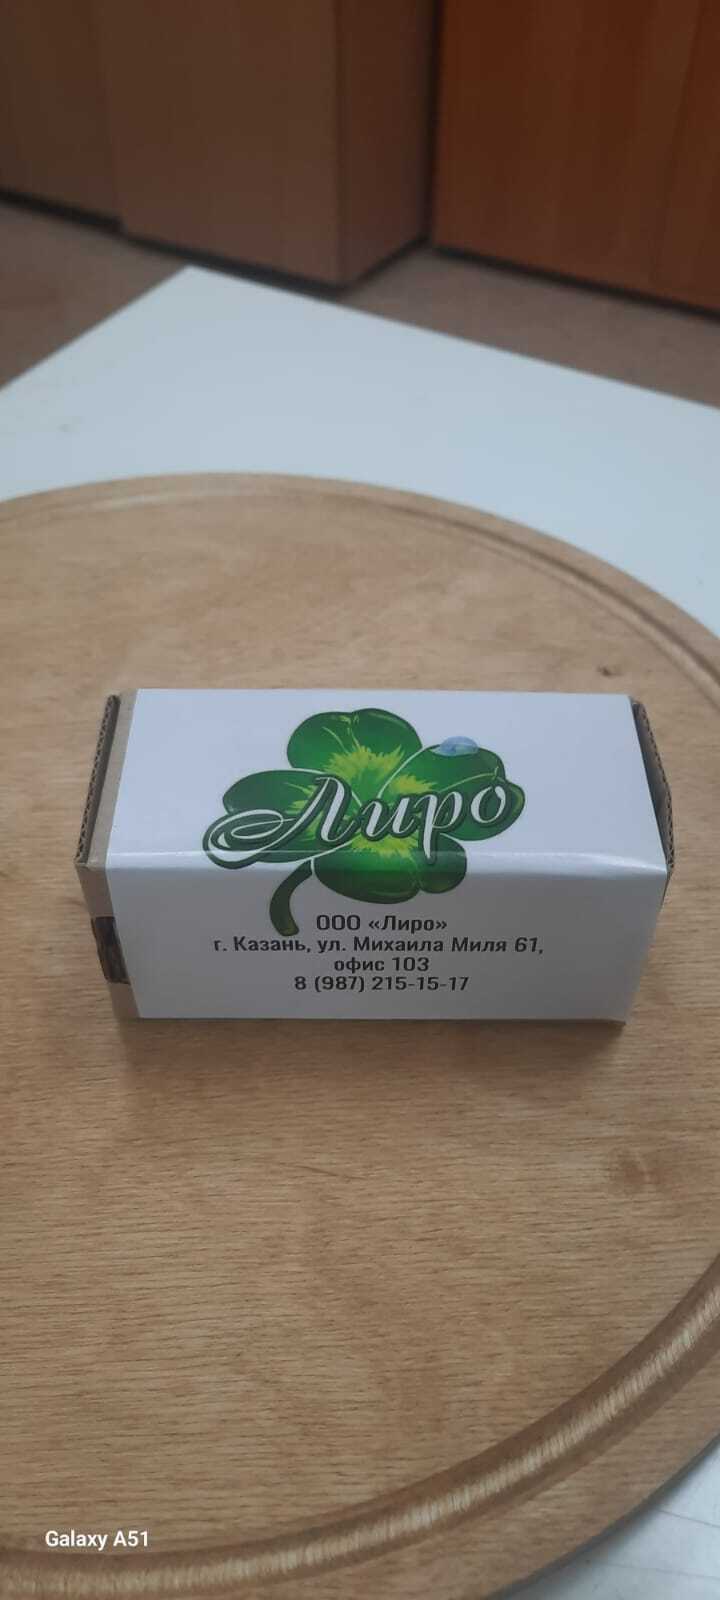 Лиро
ООО «Лиро»
г. Казань, ул. Михаила Миля 61,
офис 103
8 (987) 215-15-17
Galaxy A51